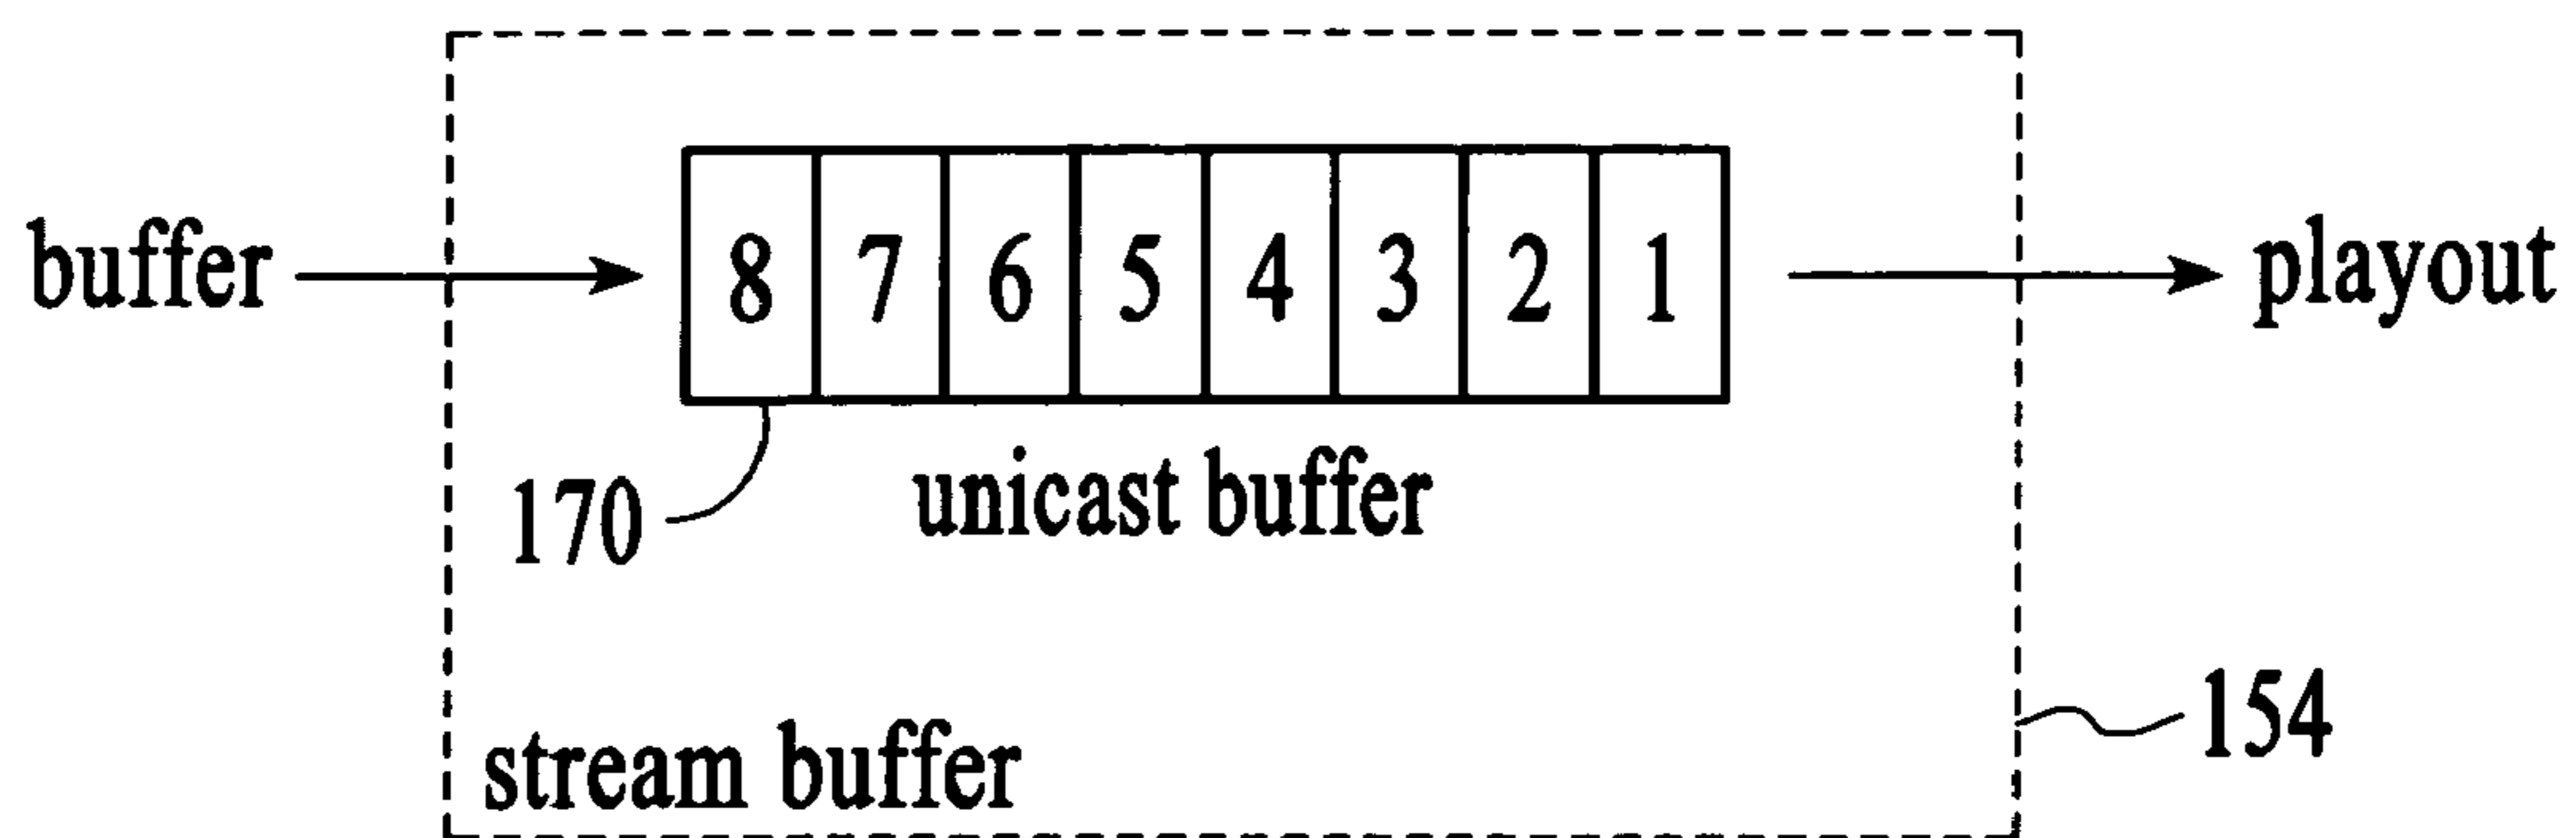 buffer 8 7 6 5 4 3 2 1 playout
170 unicast buffer
154
stream buffer